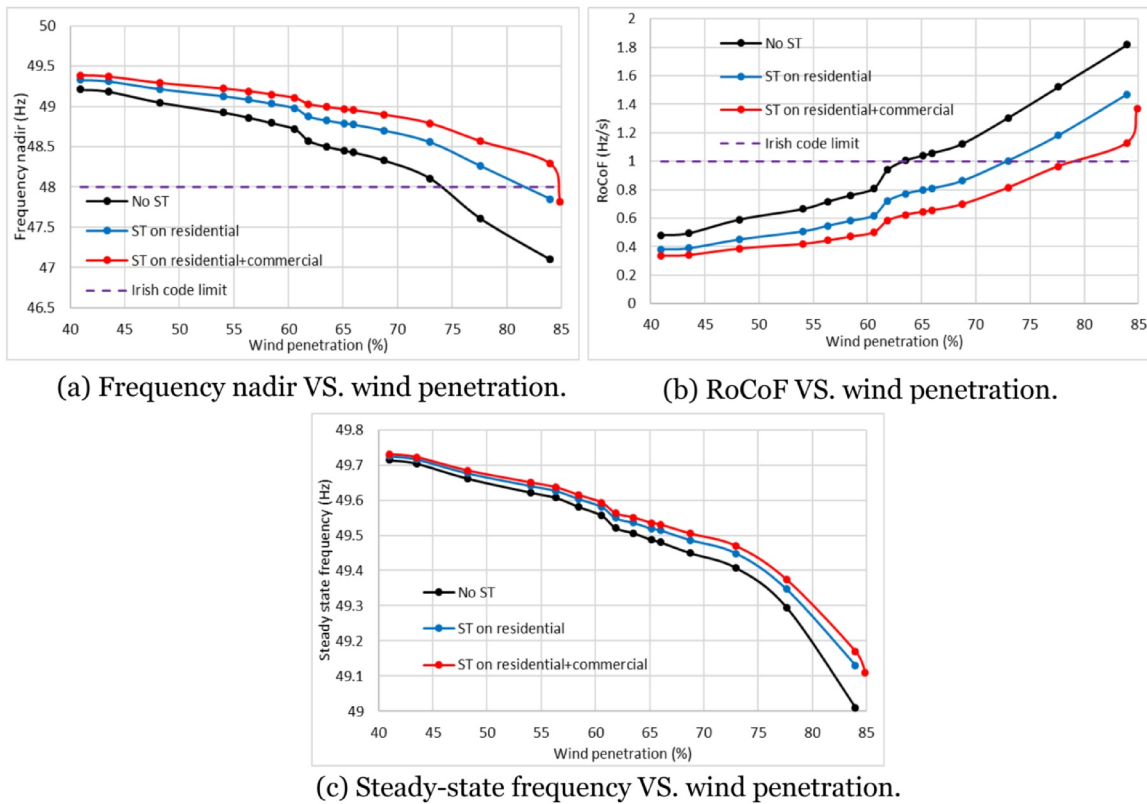 Frequency nadir (Hz)
50
49.5
49
48.5
48
47.5
47
46.5
No ST
ST on residential
ST on residential+commercial
Irish code limit
40 45 50 55 60 65 70 75 80 85
Wind penetration (%)
(a) Frequency nadir VS. wind penetration.
RoCoF (Hz/s)
2
1.8
1.6
1.4
1.2
1
0.8
0.6
0.4
0.2
0
No ST
ST on residential
ST on residential+commercial
Irish code limit
40 45 50 55 60 65 70 75 80 85
Wind penetration (%)
(b) RoCoF VS. wind penetration.
Steady state frequency (Hz)
49.8
49.7
49.6
49.5
49.4
49.3
49.2
49.1
49
No ST
ST on residential
ST on residential+commercial
40 45 50 55 60 65 70 75 80 85
Wind penetration (%)
(c) Steady-state frequency VS. wind penetration.